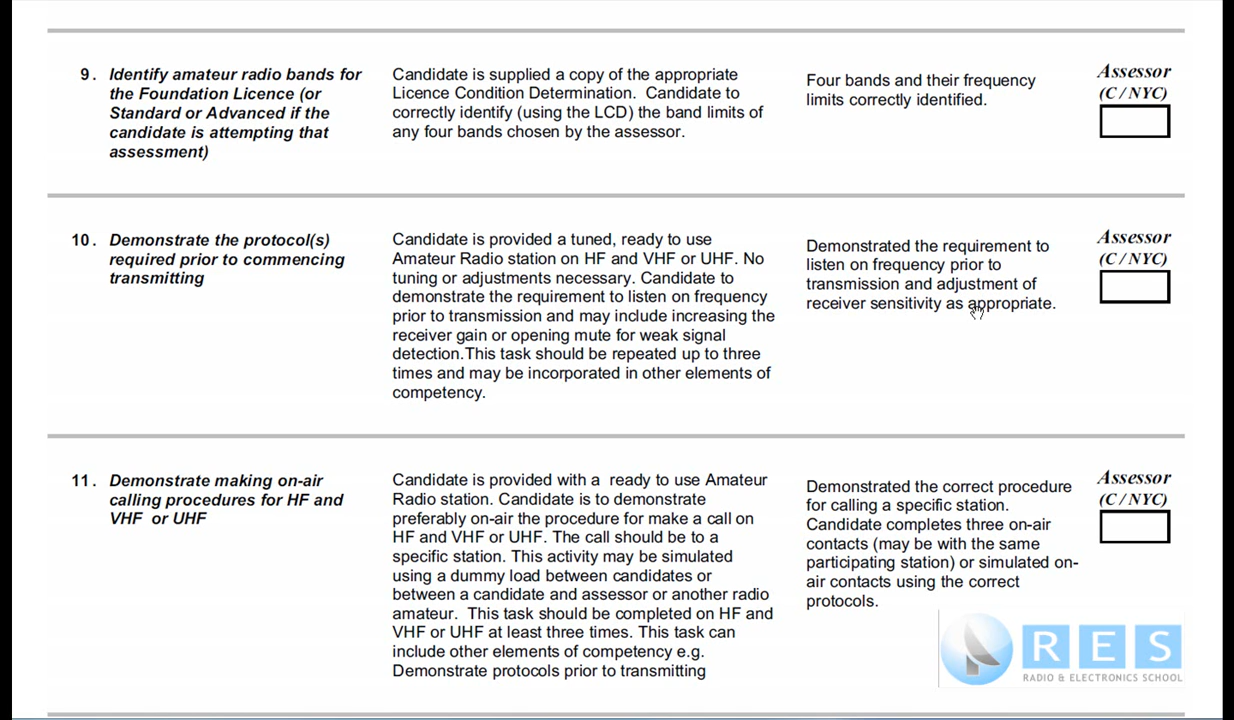 9. Identify amateur radio bands for
the Foundation Licence (or
Standard or Advanced if the
candidate is attempting that
assessment)
Candidate is supplied a copy of the appropriate
Licence Condition Determination. Candidate to
correctly identify (using the LCD) the band limits of
any four bands chosen by the assessor.
Four bands and their frequency
limits correctly identified.
Assessor
(C/NYC)
10. Demonstrate the protocol(s)
required prior to commencing
transmitting
Candidate is provided a tuned, ready to use
Amateur Radio station on HF and VHF or UHF. No
tuning or adjustments necessary. Candidate to
demonstrate the requirement to listen on frequency
prior to transmission and may include increasing the
receiver gain or opening mute for weak signal
detection.This task should be repeated up to three
times and may be incorporated in other elements of
competency.
Demonstrated the requirement to
listen on frequency prior to
transmission and adjustment of
receiver sensitivity as appropriate.
Assessor
(C/NYC)
11. Demonstrate making on-air
calling procedures for HF and
VHF or UHF
Candidate is provided with a ready to use Amateur
Radio station. Candidate is to demonstrate
preferably on-air the procedure for make a call on
HF and VHF or UHF. The call should be to a
specific station. This activity may be simulated
using a dummy load between candidates or
between a candidate and assessor or another radio
amateur. This task should be completed on HF and
VHF or UHF at least three times. This task can
include other elements of competency e.g.
Demonstrate protocols prior to transmitting
Demonstrated the correct procedure
for calling a specific station.
Candidate completes three on-air
contacts (may be with the same
participating station) or simulated on-
air contacts using the correct
protocols.
Assessor
(C/NYC)
RES
RADIO & ELECTRONICS SCHOOL